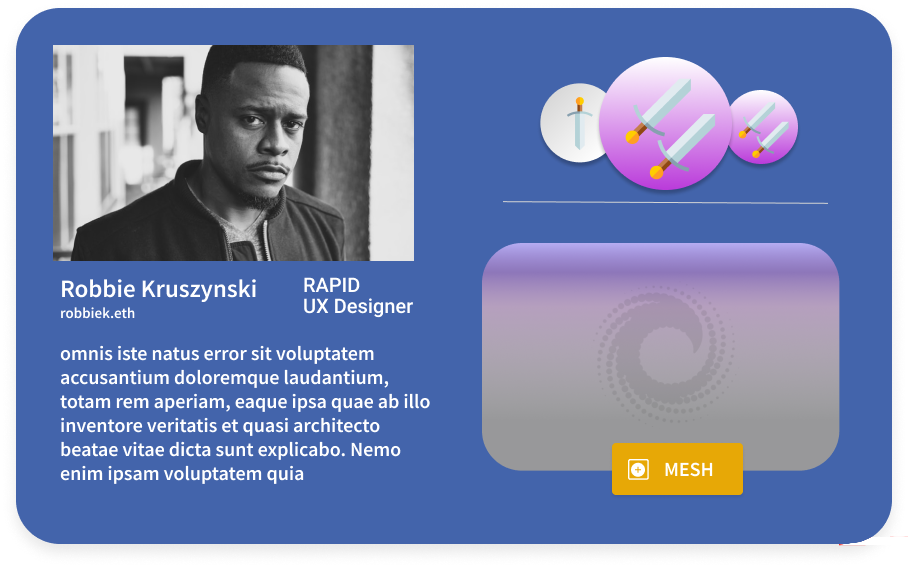 Robbie Kruszynski
robbiek.eth
RAPID
UX Designer
omnis iste natus error sit voluptatem
accusantium doloremque laudantium,
totam rem aperiam, eaque ipsa quae ab illo
inventore veritatis et quasi architecto
beatae vitae dicta sunt explicabo. Nemo
enim ipsam voluptatem quia
MESH